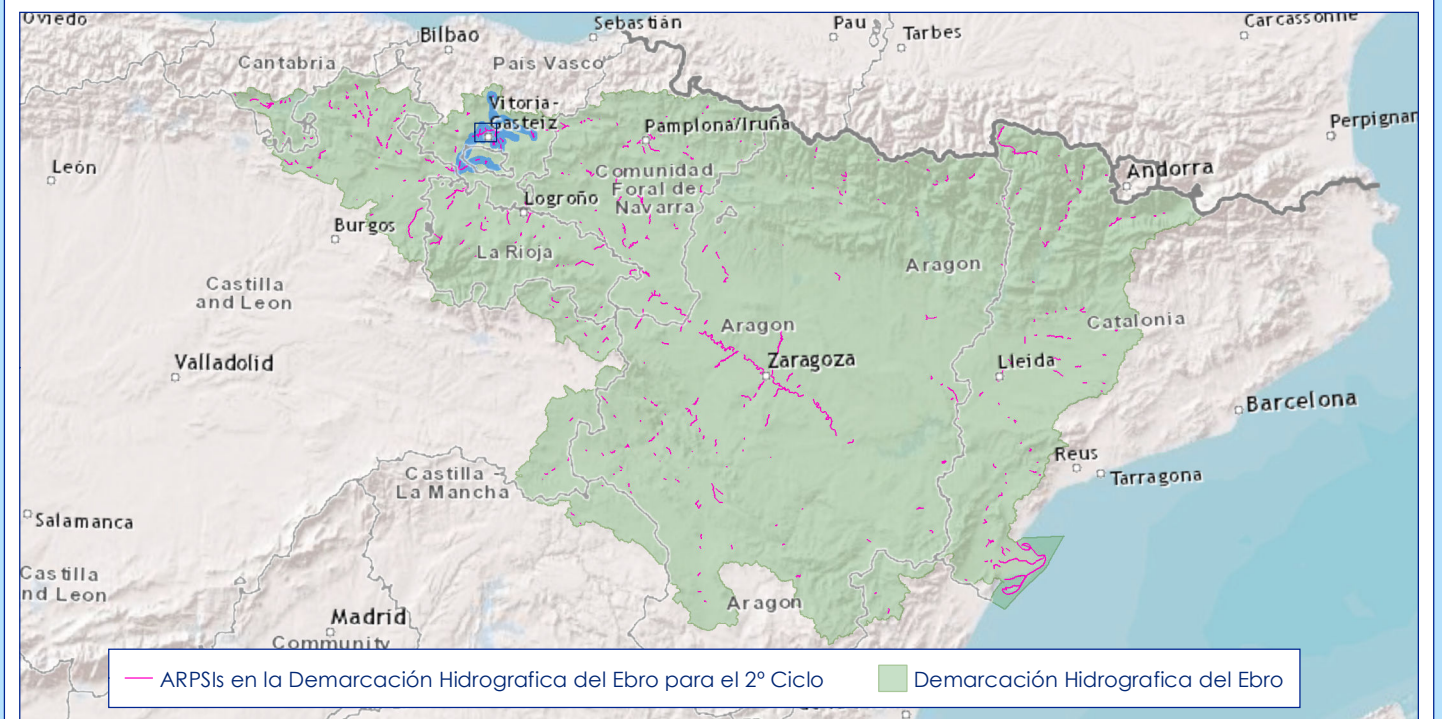 Oviedo
Sebastián
Pau
Carcassonne
Bilbao
Tarbes
Cantabria
País Vasco
Vitoria-
Gasteiz
Pamplona/Iruña
Perpignan
León
Andorra
Comunidad
Foral de
Navarra
Logroño
Burgos
La Rioja
Aragon
Castilla
and Leon
Aragon
Catalonia
Valladolid
Zaragoza
Lleida
Barcelona
Reus
Castilla -
La Mancha
Tarragona
Salamanca
Castilla
nd Leon
Aragon
Madrid
Community
ARPSIs en la Demarcación Hidrografica del Ebro para el 2º Ciclo
Demarcación Hidrografica del Ebro